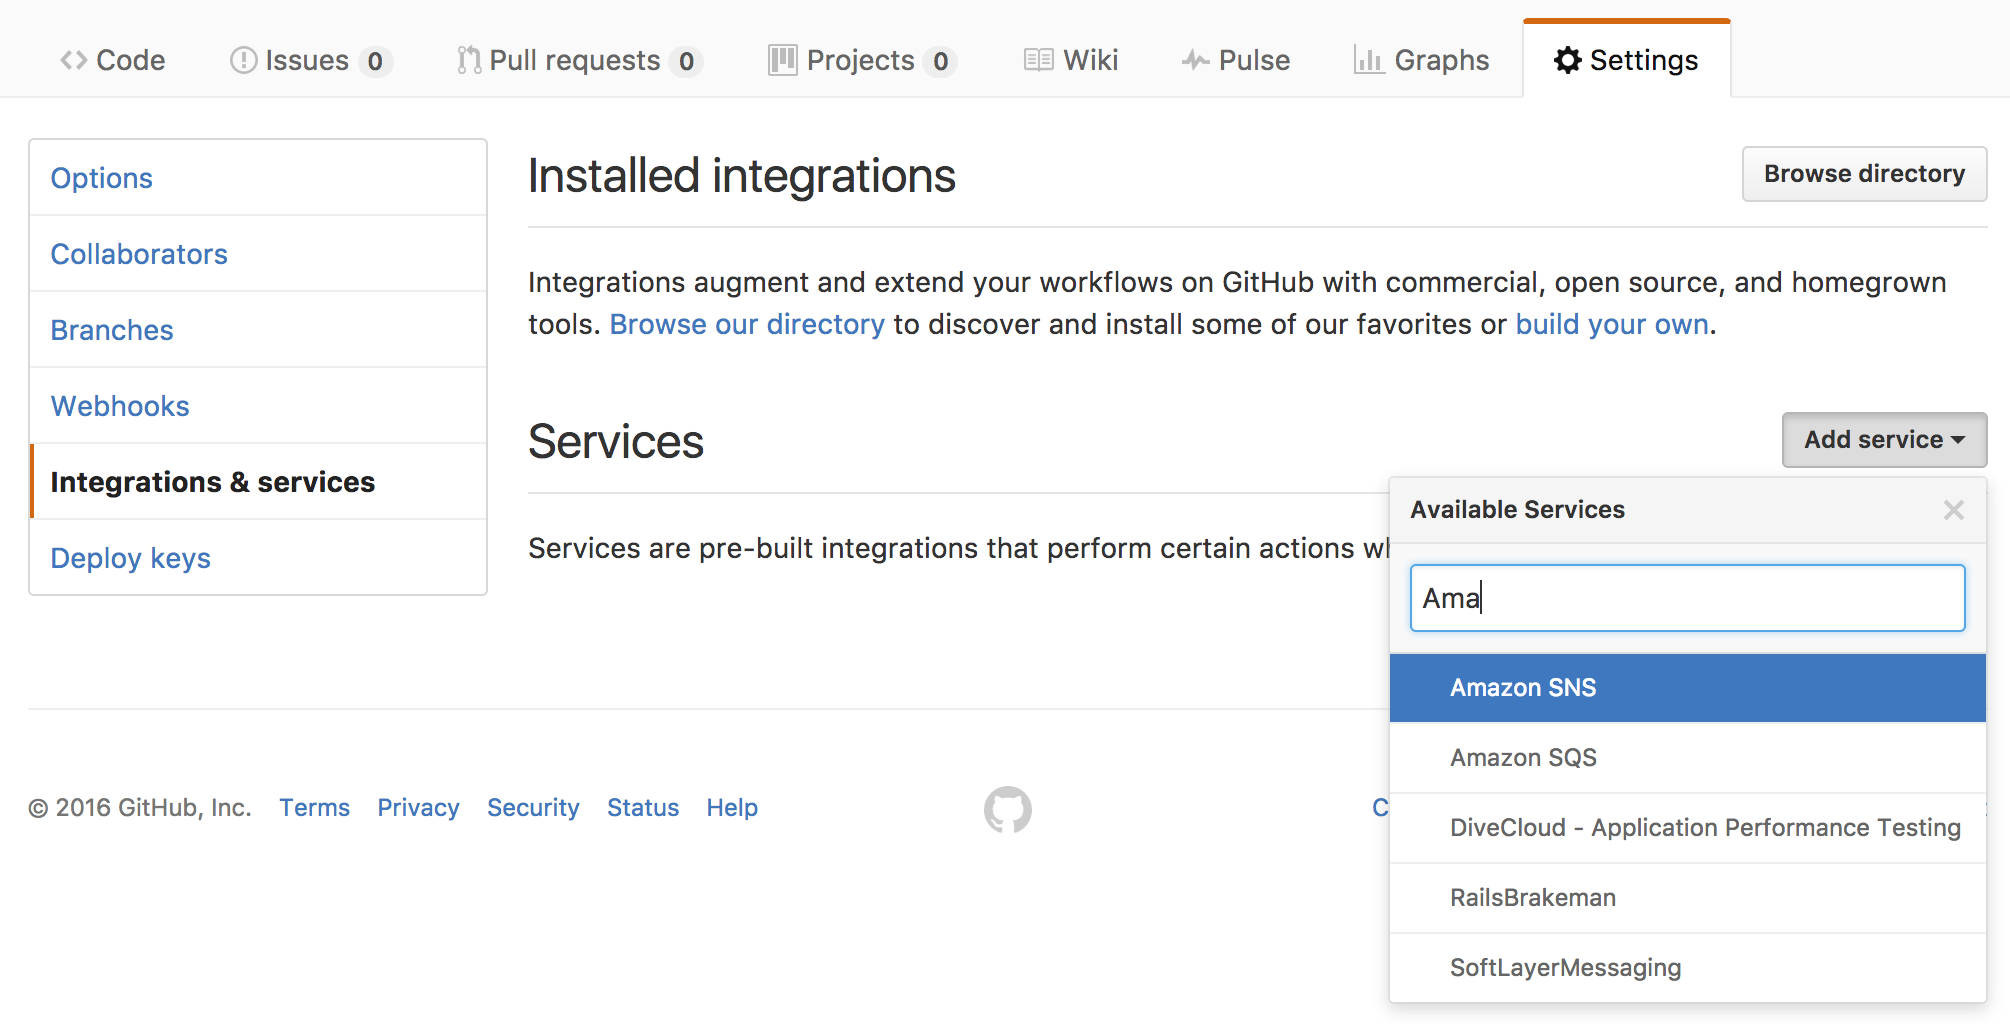 Code Issues 0 Pull requests 0 Projects 0 Wiki Pulse Graphs Settings
Options
Collaborators
Branches
Webhooks
Integrations & services
Deploy keys
Installed integrations
Browse directory
Integrations augment and extend your workflows on GitHub with commercial, open source, and homegrown
tools. Browse our directory to discover and install some of our favorites or build your own.
Services
Add service
Services are pre-built integrations that perform certain actions
Available Services
Ama
Amazon SNS
Amazon SQS
DiveCloud - Application Performance Testing
RailsBrakeman
SoftLayerMessaging
© 2016 GitHub, Inc. Terms Privacy Security Status Help